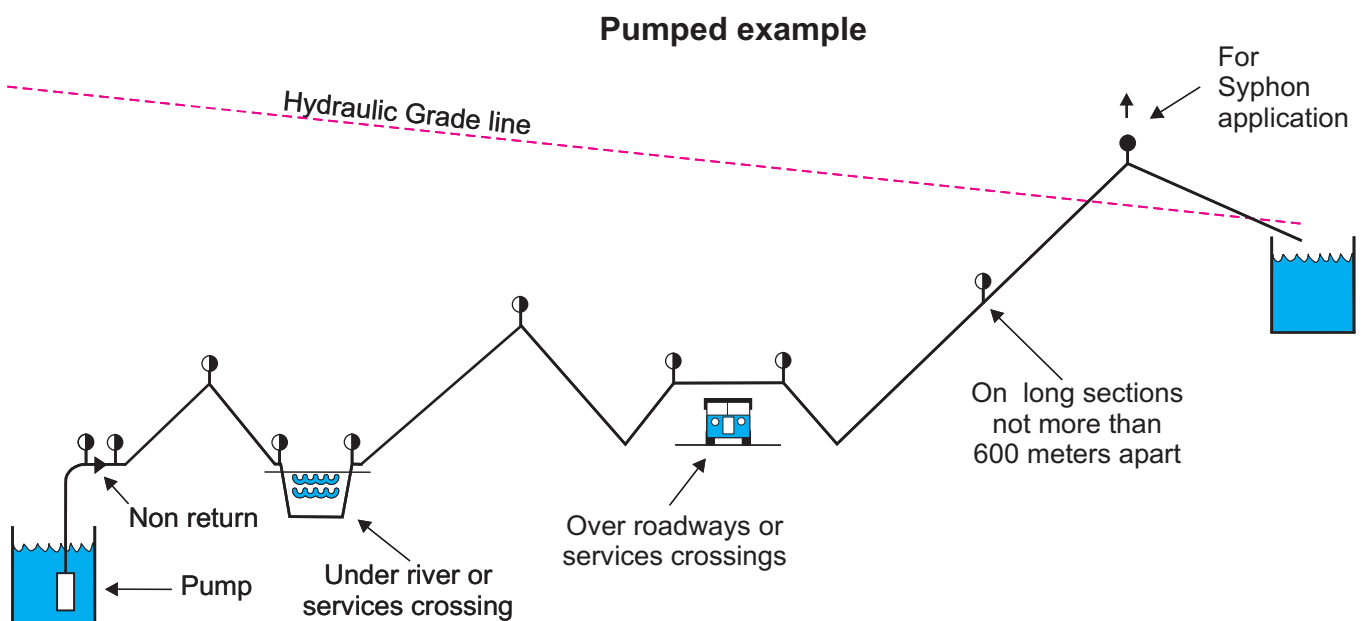 Pumped example
For
Syphon
application
Hydraulic Grade line
On long sections
not more than
600 meters apart
Non return
Over roadways or
services crossings
Pump
Under river or
services crossing